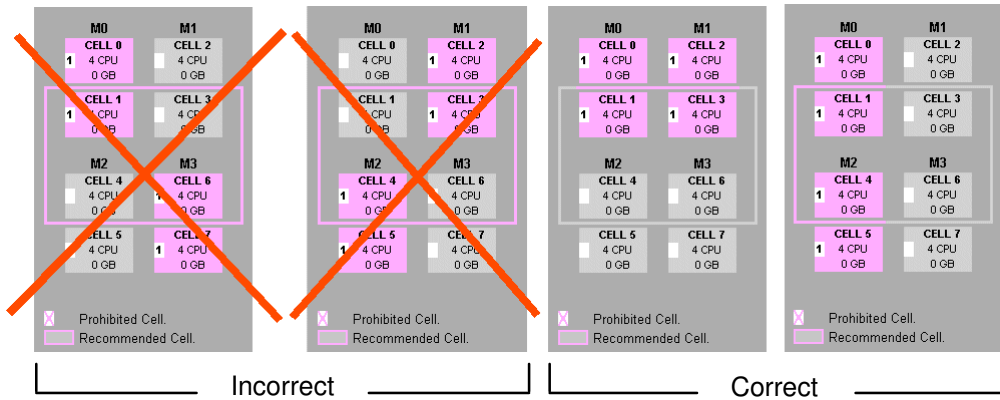 M0 M1
CELL 0 CELL 2
1 4 CPU 4 CPU
0 GB 0 GB
CELL 1 CELL 3
1 4 CPU 4 CPU
0 GB 0 GB
M2 M3
CELL 4 CELL 6
4 CPU 1 4 CPU
0 GB 0 GB
CELL 5 CELL 7
4 CPU 1 4 CPU
0 GB 0 GB
Prohibited Cell.
Recommended Cell.
M0 M1
CELL 0 CELL 2
4 CPU 1 4 CPU
0 GB 0 GB
CELL 1 CELL 3
4 CPU 1 4 CPU
0 GB 0 GB
M2 M3
CELL 4 CELL 6
1 4 CPU 4 CPU
0 GB 0 GB
CELL 5 CELL 7
1 4 CPU 4 CPU
0 GB 0 GB
Prohibited Cell.
Recommended Cell.
Incorrect
M0 M1
CELL 0 CELL 2
1 4 CPU 1 4 CPU
0 GB 0 GB
CELL 1 CELL 3
1 4 CPU 1 4 CPU
0 GB 0 GB
M2 M3
CELL 4 CELL 6
4 CPU 4 CPU
0 GB 0 GB
CELL 5 CELL 7
4 CPU 4 CPU
0 GB 0 GB
Prohibited Cell.
Recommended Cell.
M0 M1
CELL 0 CELL 2
1 4 CPU 4 CPU
0 GB 0 GB
CELL 1 CELL 3
1 4 CPU 4 CPU
0 GB 0 GB
M2 M3
CELL 4 CELL 6
1 4 CPU 4 CPU
0 GB 0 GB
CELL 5 CELL 7
1 4 CPU 4 CPU
0 GB 0 GB
Prohibited Cell.
Recommended Cell.
Correct